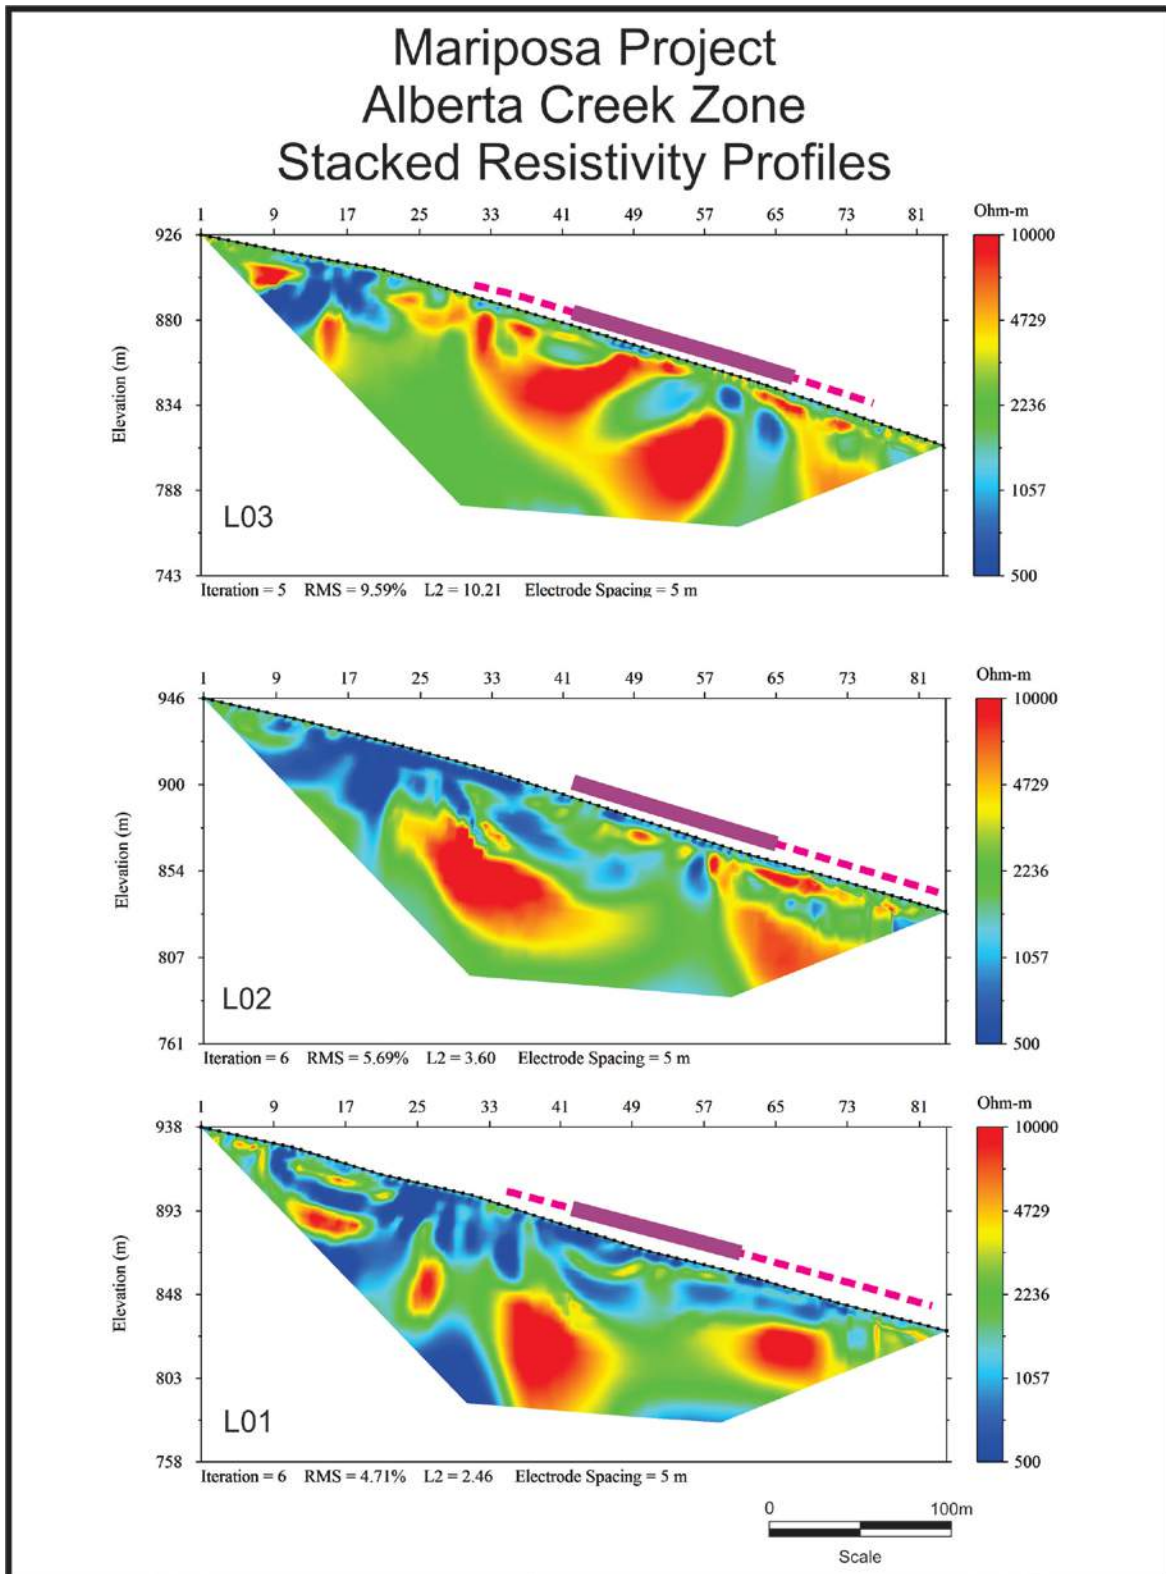 Mariposa Project
Alberta Creek Zone
Stacked Resistivity Profiles
1 9 17 25 33 41 49 57 65 73 81
Ohm-m
926
880
834
788
743
Elevation (m)
10000
4729
2236
1057
500
L03
Iteration = 5 RMS = 9.59% L2 = 10.21 Electrode Spacing = 5 m
1 9 17 25 33 41 49 57 65 73 81
Ohm-m
946
900
854
807
761
Elevation (m)
10000
4729
2236
1057
500
L02
Iteration = 6 RMS = 5.69% L2 = 3.60 Electrode Spacing = 5 m
1 9 17 25 33 41 49 57 65 73 81
Ohm-m
938
893
848
803
758
Elevation (m)
10000
4729
2236
1057
500
L01
Iteration = 6 RMS = 4.71% L2 = 2.46 Electrode Spacing = 5 m
0 100m
Scale